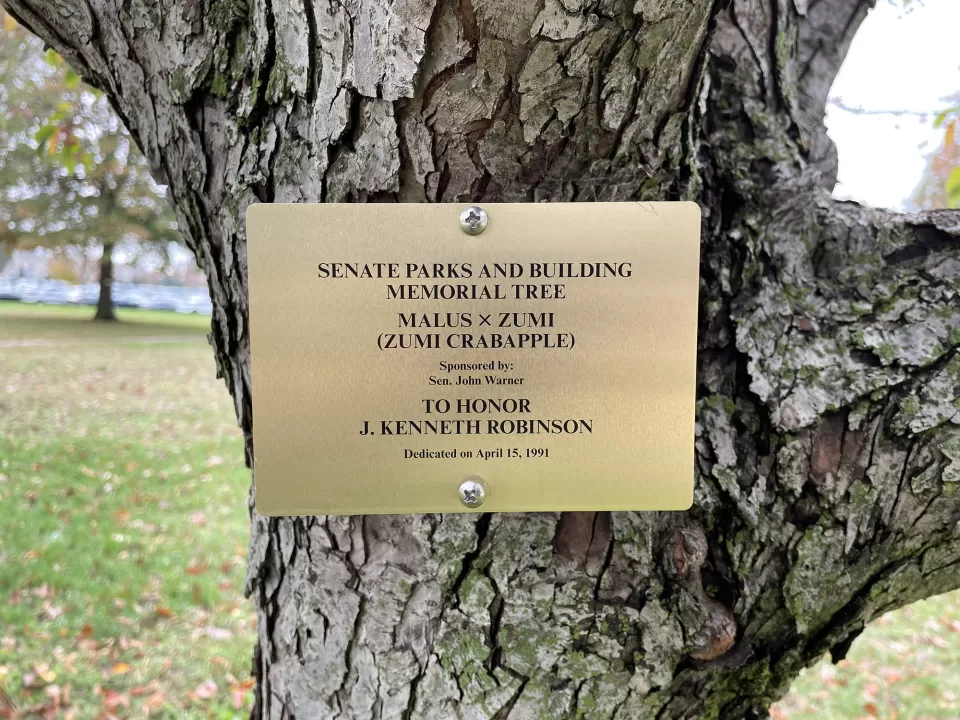 SENATE PARKS AND BUILDING
MEMORIAL TREE
MALUS × ZUMI
(ZUMI CRABAPPLE)
Sponsored by:
Sen. John Warner
TO HONOR
J. KENNETH ROBINSON
Dedicated on April 15, 1991